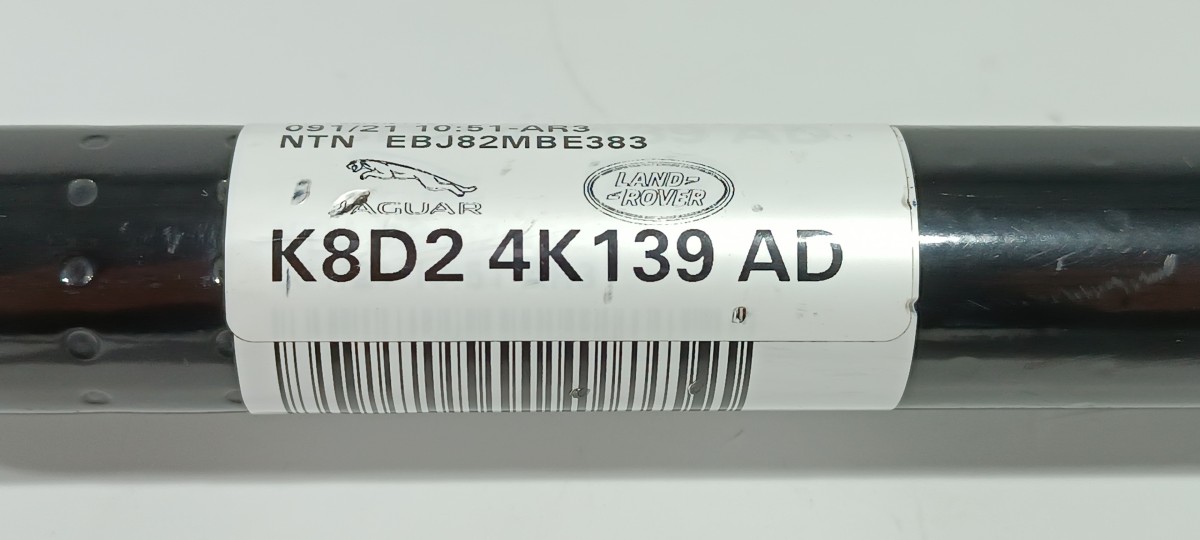 091/21 10:51-AR3
NTN EBJ82MBE383
JAGUAR
LAND-
-ROVER
K8D2 4K139 AD